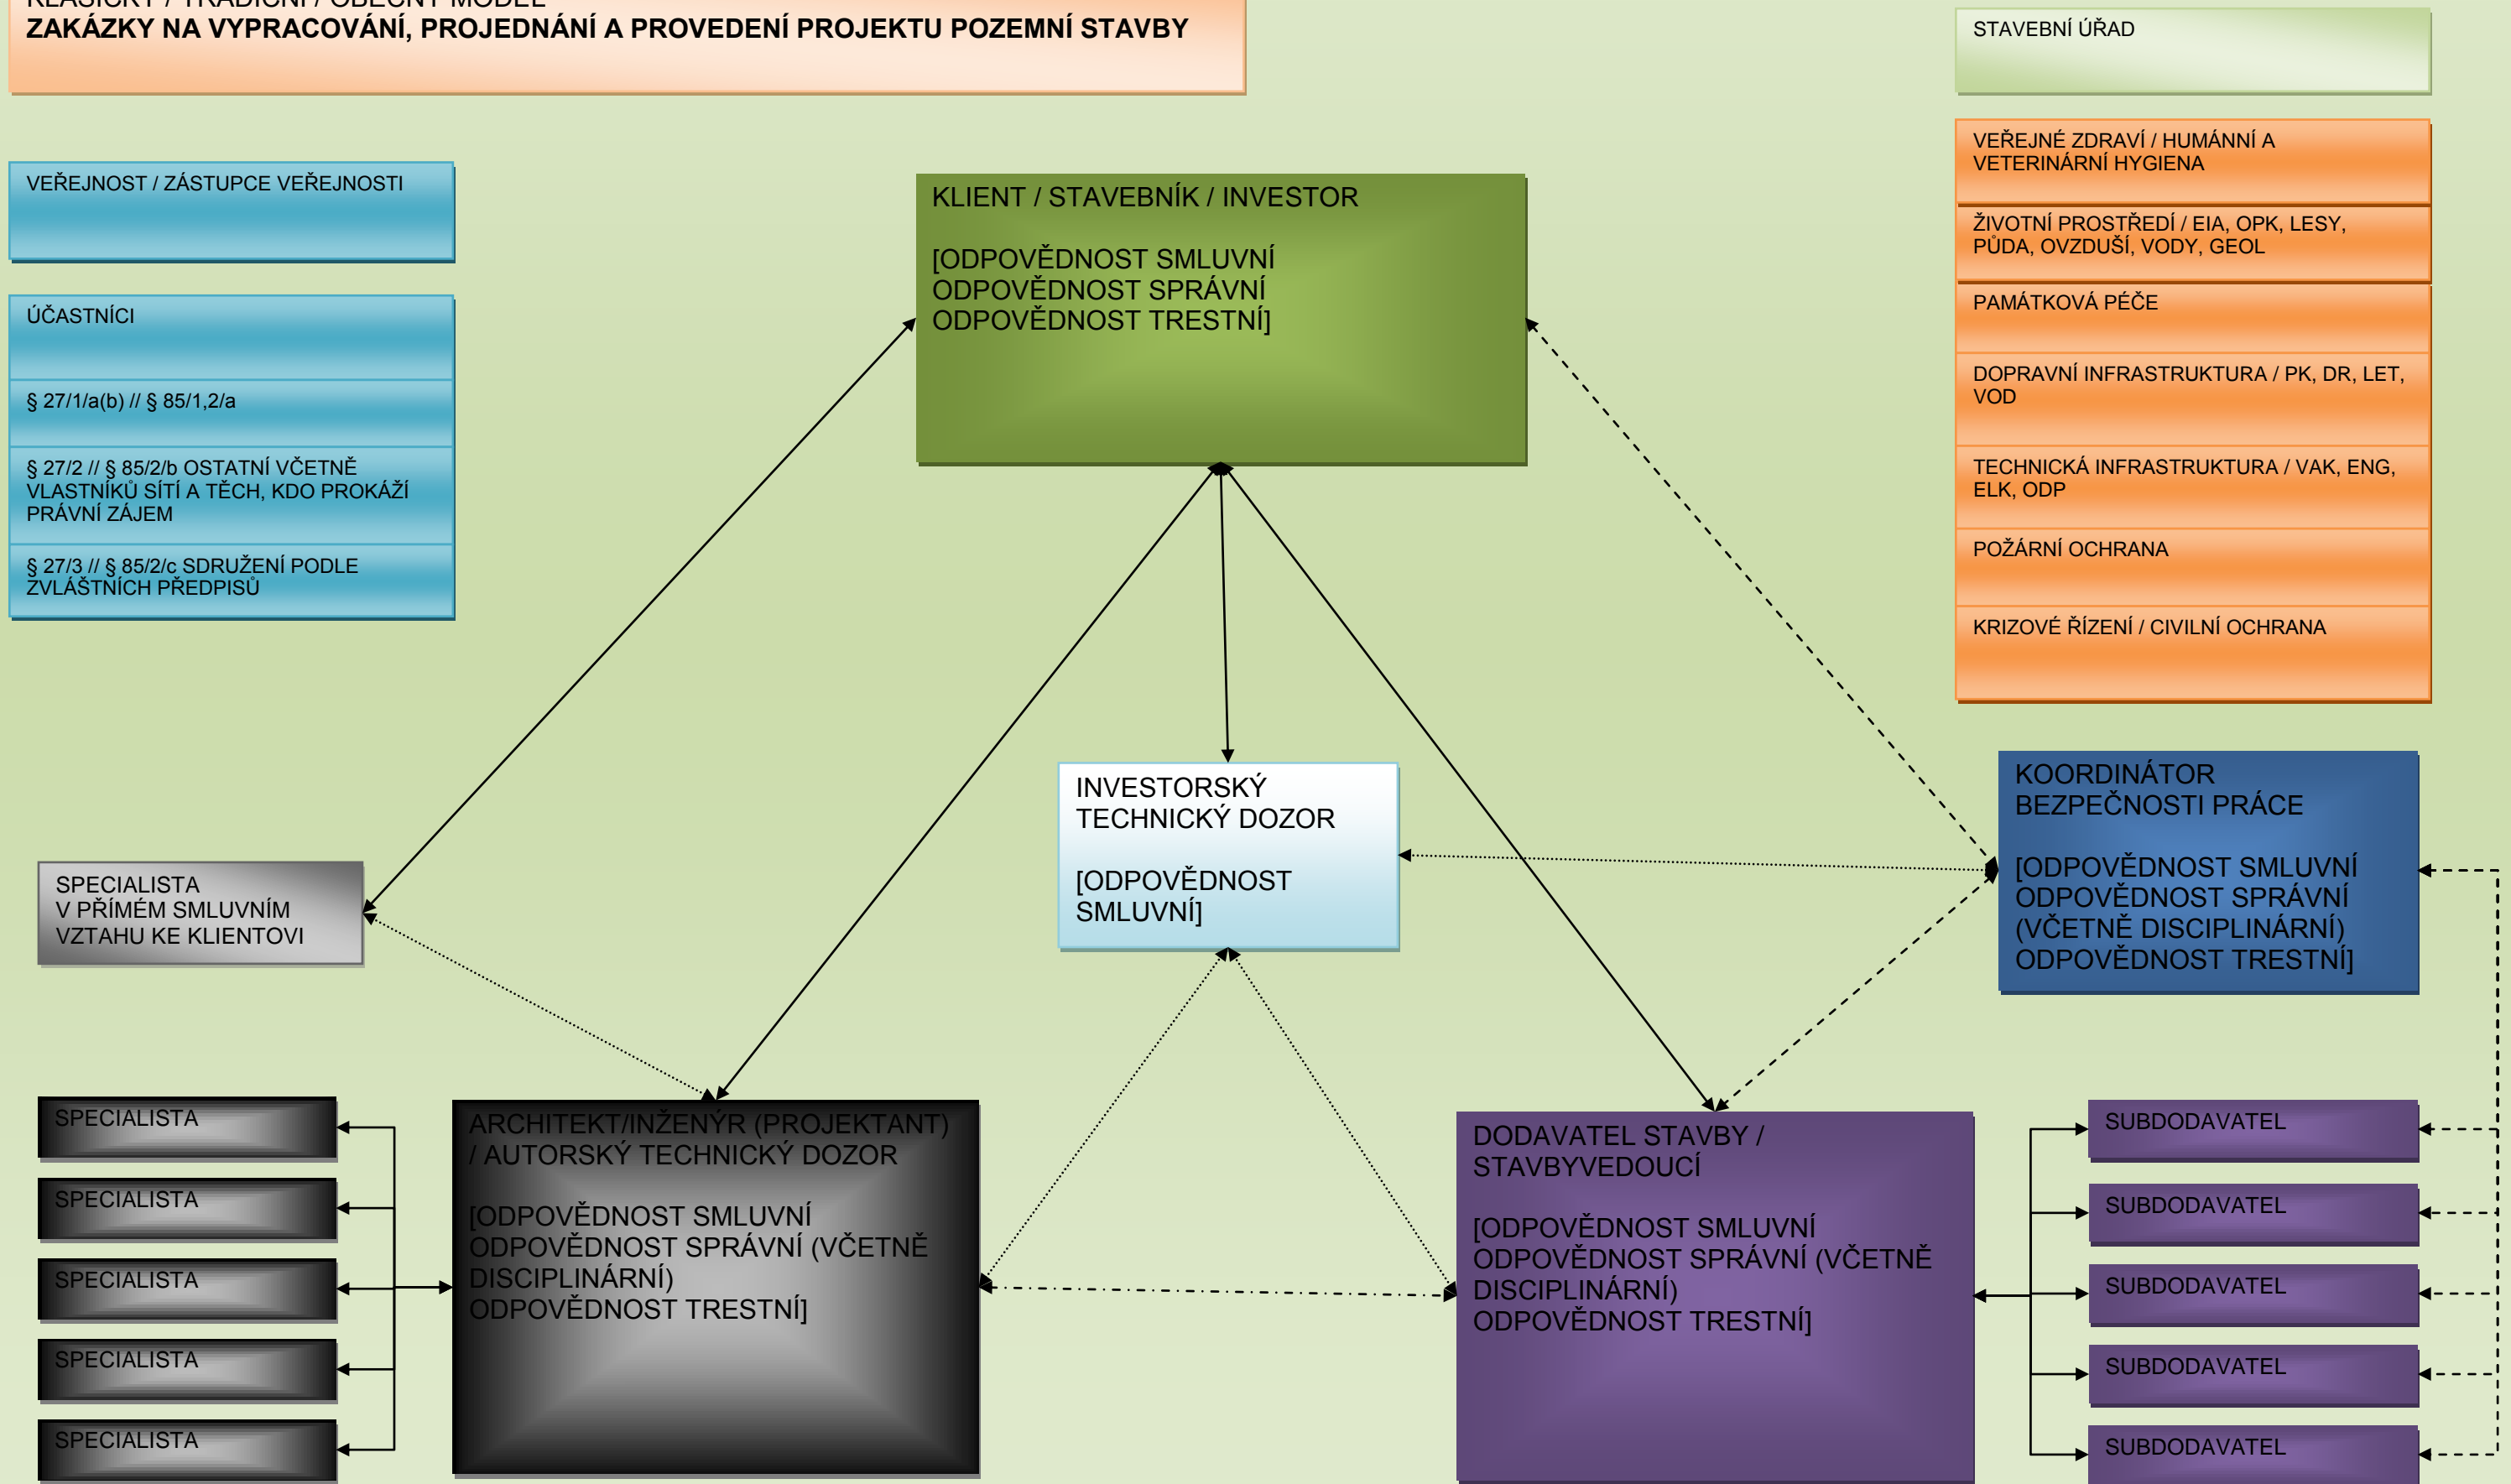 KLASICKÝ / TRADIČNÍ / OBECNÝ MODEL
ZAKÁZKY NA VYPRACOVÁNÍ, PROJEDNÁNÍ A PROVEDENÍ PROJEKTU POZEMNÍ STAVBY
STAVEBNÍ ÚŘAD
VEŘEJNÉ ZDRAVÍ / HUMÁNNÍ A
VETERINÁRNÍ HYGIENA
ŽIVOTNÍ PROSTŘEDÍ / EIA, OPK, LESY,
PŮDA, OVZDUŠÍ, VODY, GEOL
PAMÁTKOVÁ PÉČE
DOPRAVNÍ INFRASTRUKTURA / PK, DR, LET,
VOD
TECHNICKÁ INFRASTRUKTURA / VAK, ENG,
ELK, ODP
POŽÁRNÍ OCHRANA
KRIZOVÉ ŘÍZENÍ / CIVILNÍ OCHRANA
VEŘEJNOST / ZÁSTUPCE VEŘEJNOSTI
ÚČASTNÍCI
§ 27/1/a(b) // § 85/1,2/a
§ 27/2 // § 85/2/b OSTATNÍ VČETNĚ
VLASTNÍKŮ SÍTÍ A TĚCH, KDO PROKÁŽÍ
PRÁVNÍ ZÁJEM
§ 27/3 // § 85/2/c SDRUŽENÍ PODLE
ZVLÁŠTNÍCH PŘEDPISŮ
KLIENT / STAVEBNÍK / INVESTOR
[ODPOVĚDNOST SMLUVNÍ
ODPOVĚDNOST SPRÁVNÍ
ODPOVĚDNOST TRESTNÍ]
INVESTORSKÝ
TECHNICKÝ DOZOR
[ODPOVĚDNOST
SMLUVNÍ]
KOORDINÁTOR
BEZPEČNOSTI PRÁCE
[ODPOVĚDNOST SMLUVNÍ
ODPOVĚDNOST SPRÁVNÍ
(VČETNĚ DISCIPLINÁRNÍ)
ODPOVĚDNOST TRESTNÍ]
SPECIALISTA
V PŘÍMÉM SMLUVNÍM
VZTAHU KE KLIENTOVI
SPECIALISTA
SPECIALISTA
SPECIALISTA
SPECIALISTA
SPECIALISTA
ARCHITEKT/INŽENÝR (PROJEKTANT)
/ AUTORSKÝ TECHNICKÝ DOZOR
[ODPOVĚDNOST SMLUVNÍ
ODPOVĚDNOST SPRÁVNÍ (VČETNĚ
DISCIPLINÁRNÍ)
ODPOVĚDNOST TRESTNÍ]
DODAVATEL STAVBY /
STAVBYVEDOUCÍ
[ODPOVĚDNOST SMLUVNÍ
ODPOVĚDNOST SPRÁVNÍ (VČETNĚ
DISCIPLINÁRNÍ)
ODPOVĚDNOST TRESTNÍ]
SUBDODAVATEL
SUBDODAVATEL
SUBDODAVATEL
SUBDODAVATEL
SUBDODAVATEL